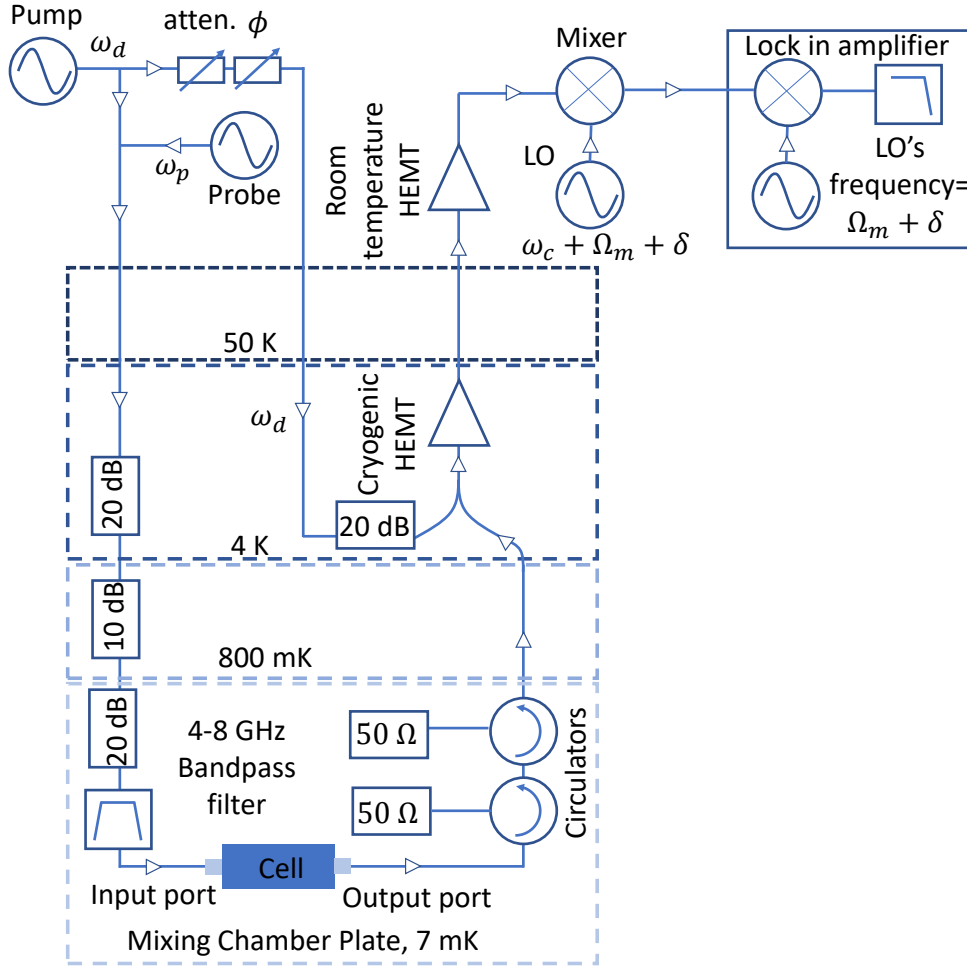 Pump
ω_d
atten. ϕ
Mixer
Lock in amplifier
ω_p
Probe
Room
temperature
HEMT
LO
ω_c + Ω_m + δ
LO's
frequency=
Ω_m + δ
50 K
ω_d
Cryogenic
HEMT
20 dB
20 dB
4 K
10 dB
800 mK
20 dB
4-8 GHz
Bandpass
filter
50 Ω
50 Ω
Circulators
Cell
Input port
Output port
Mixing Chamber Plate, 7 mK